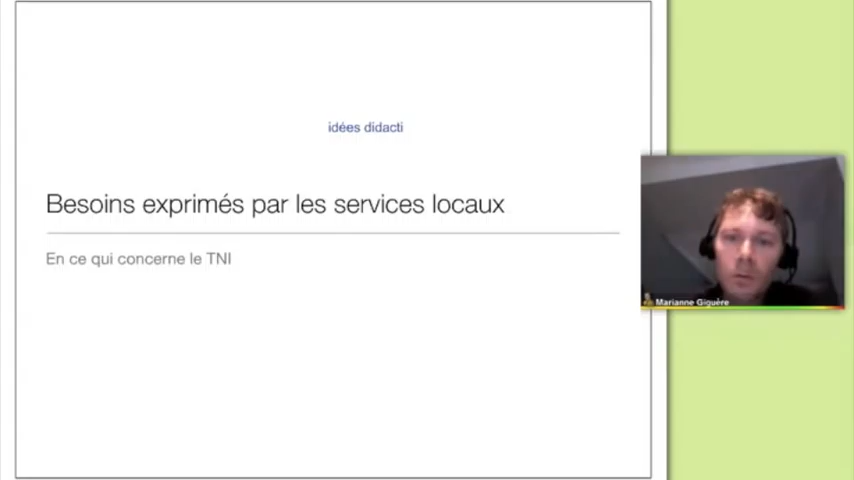 idées didacti
Besoins exprimés par les services locaux
En ce qui concerne le TNI
Marianne Giguère